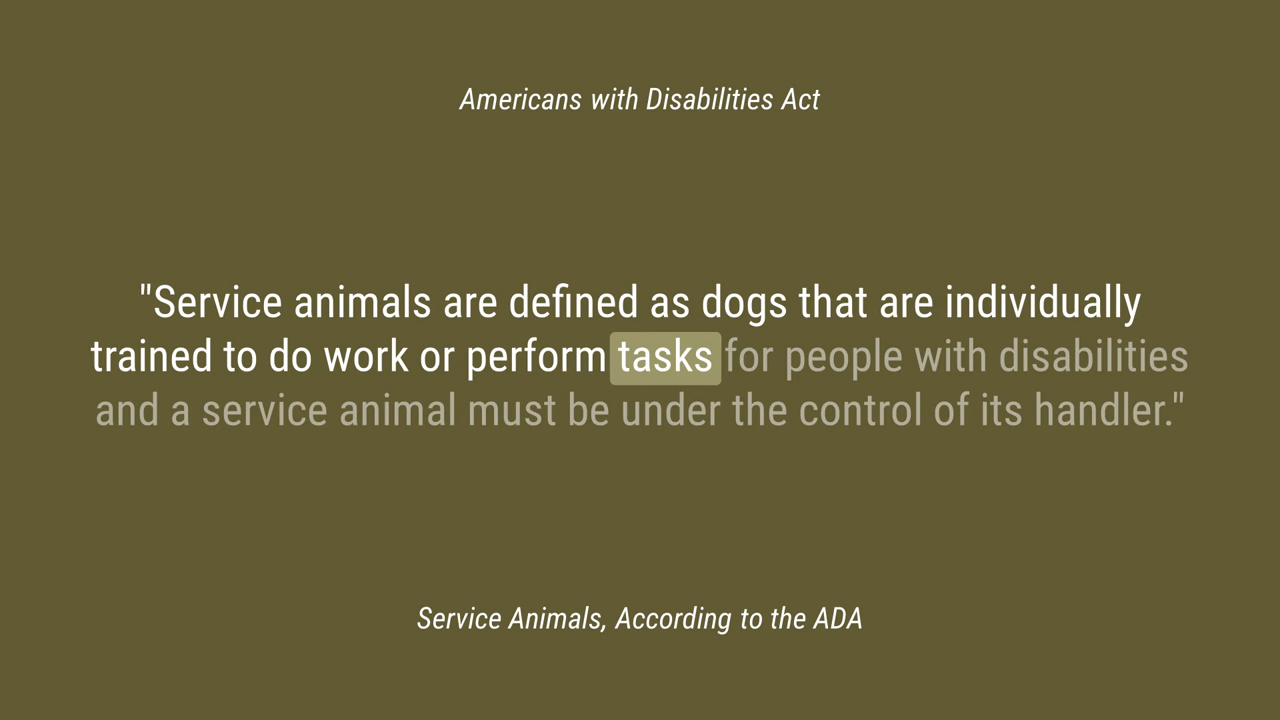 Americans with Disabilities Act
"Service animals are defined as dogs that are individually
trained to do work or perform tasks for people with disabilities
and a service animal must be under the control of its handler."
Service Animals, According to the ADA